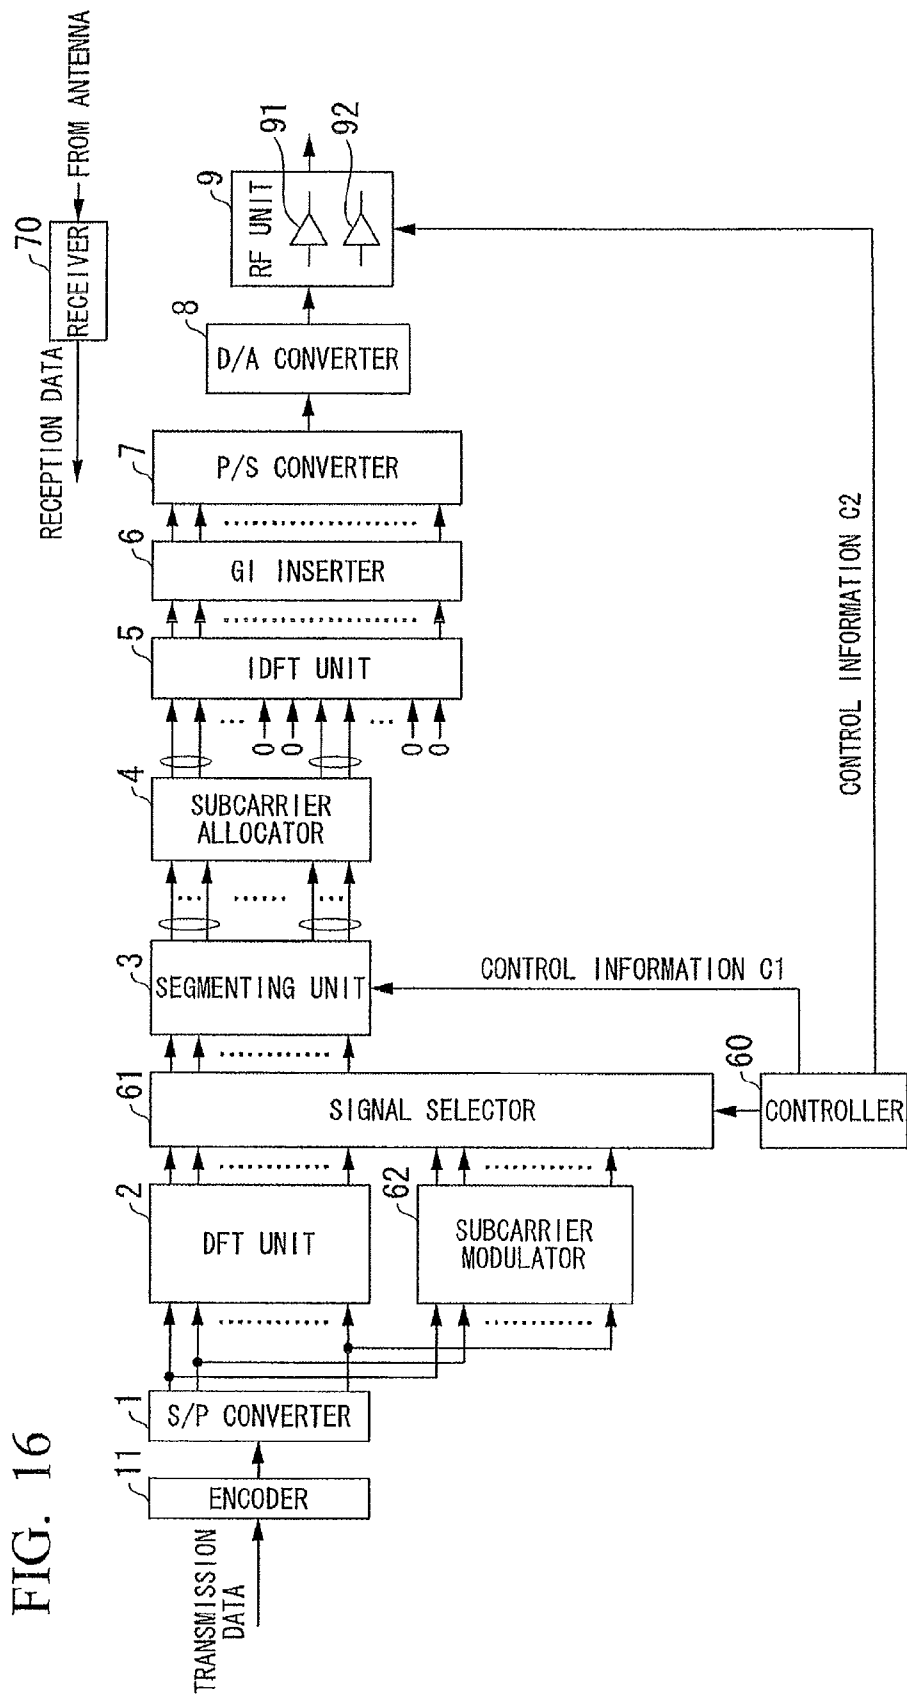 FIG. 16
TRANSMISSION
DATA
11
ENCODER
1
S/P CONVERTER
2
DFT UNIT
62
SUBCARRIER
MODULATOR
61
SIGNAL SELECTOR
60
CONTROLLER
CONTROL INFORMATION C1
CONTROL INFORMATION C2
3
SEGMENTING UNIT
4
SUBCARRIER
ALLOCATOR
0
0
0
0
5
IDFT UNIT
6
GI INSERTER
7
P/S CONVERTER
8
D/A CONVERTER
9
RF UNIT
91
92
70
RECEIVER
FROM ANTENNA
RECEPTION DATA